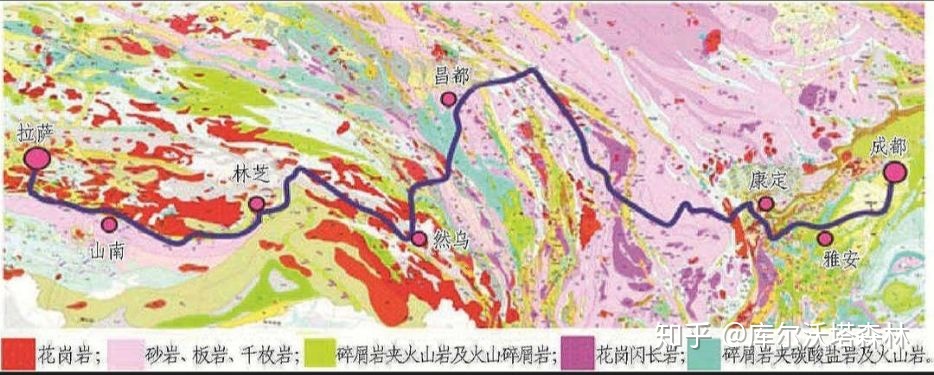 昌都
拉萨
成都
林芝
康定
山南
然乌
雅安
知乎 @库尔沃塔森林
花岗岩； 砂岩、板岩、千枚岩； 碎屑岩夹火山岩及火山碎屑岩； 花岗闪长岩； 碎屑岩夹碳酸盐岩及火山岩。